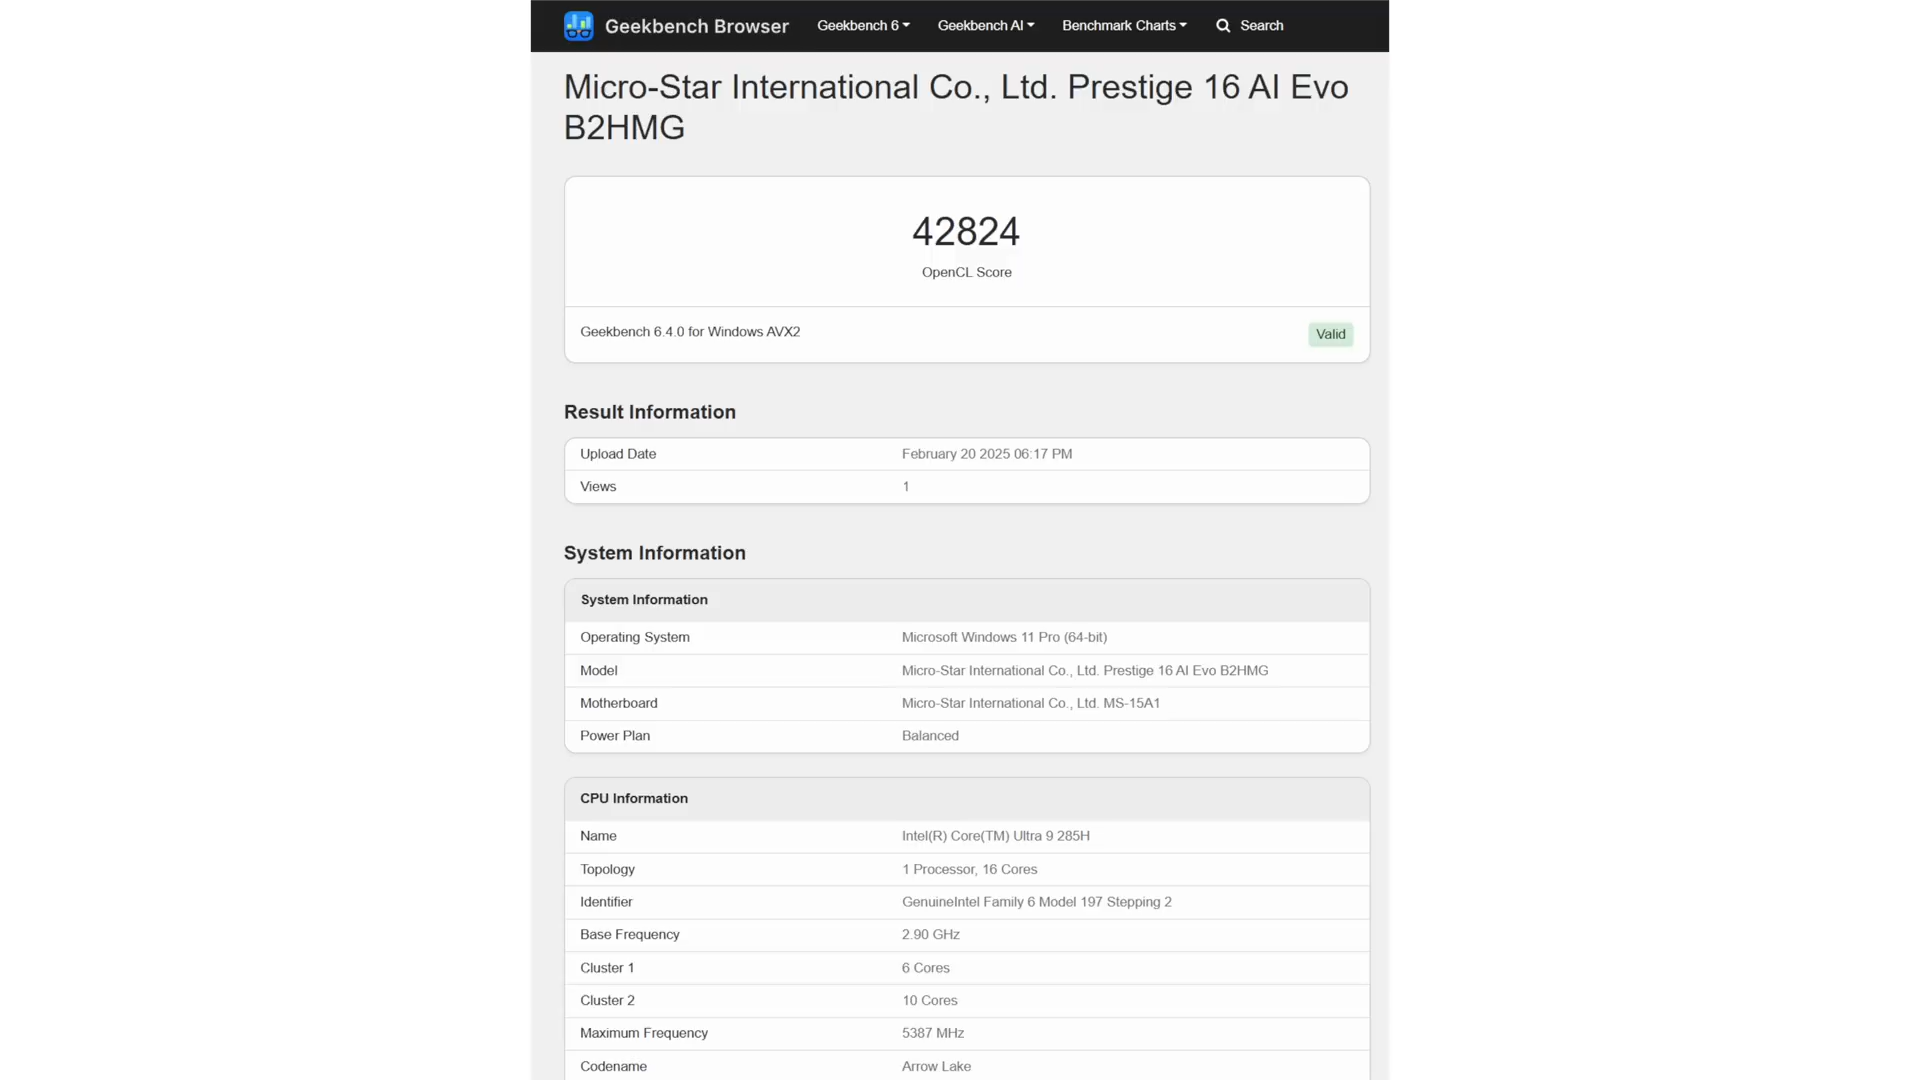 Geekbench Browser Geekbench 6 Geekbench AI Benchmark Charts Search
Micro-Star International Co., Ltd. Prestige 16 AI Evo
B2HMG
42824
OpenCL Score
Geekbench 6.4.0 for Windows AVX2 Valid
Result Information
Upload Date February 20 2025 06:17 PM
Views 1
System Information
System Information
Operating System Microsoft Windows 11 Pro (64-bit)
Model Micro-Star International Co., Ltd. Prestige 16 AI Evo B2HMG
Motherboard Micro-Star International Co., Ltd. MS-15A1
Power Plan Balanced
CPU Information
Name Intel(R) Core(TM) Ultra 9 285H
Topology 1 Processor, 16 Cores
Identifier GenuineIntel Family 6 Model 197 Stepping 2
Base Frequency 2.90 GHz
Cluster 1 6 Cores
Cluster 2 10 Cores
Maximum Frequency 5387 MHz
Codename Arrow Lake